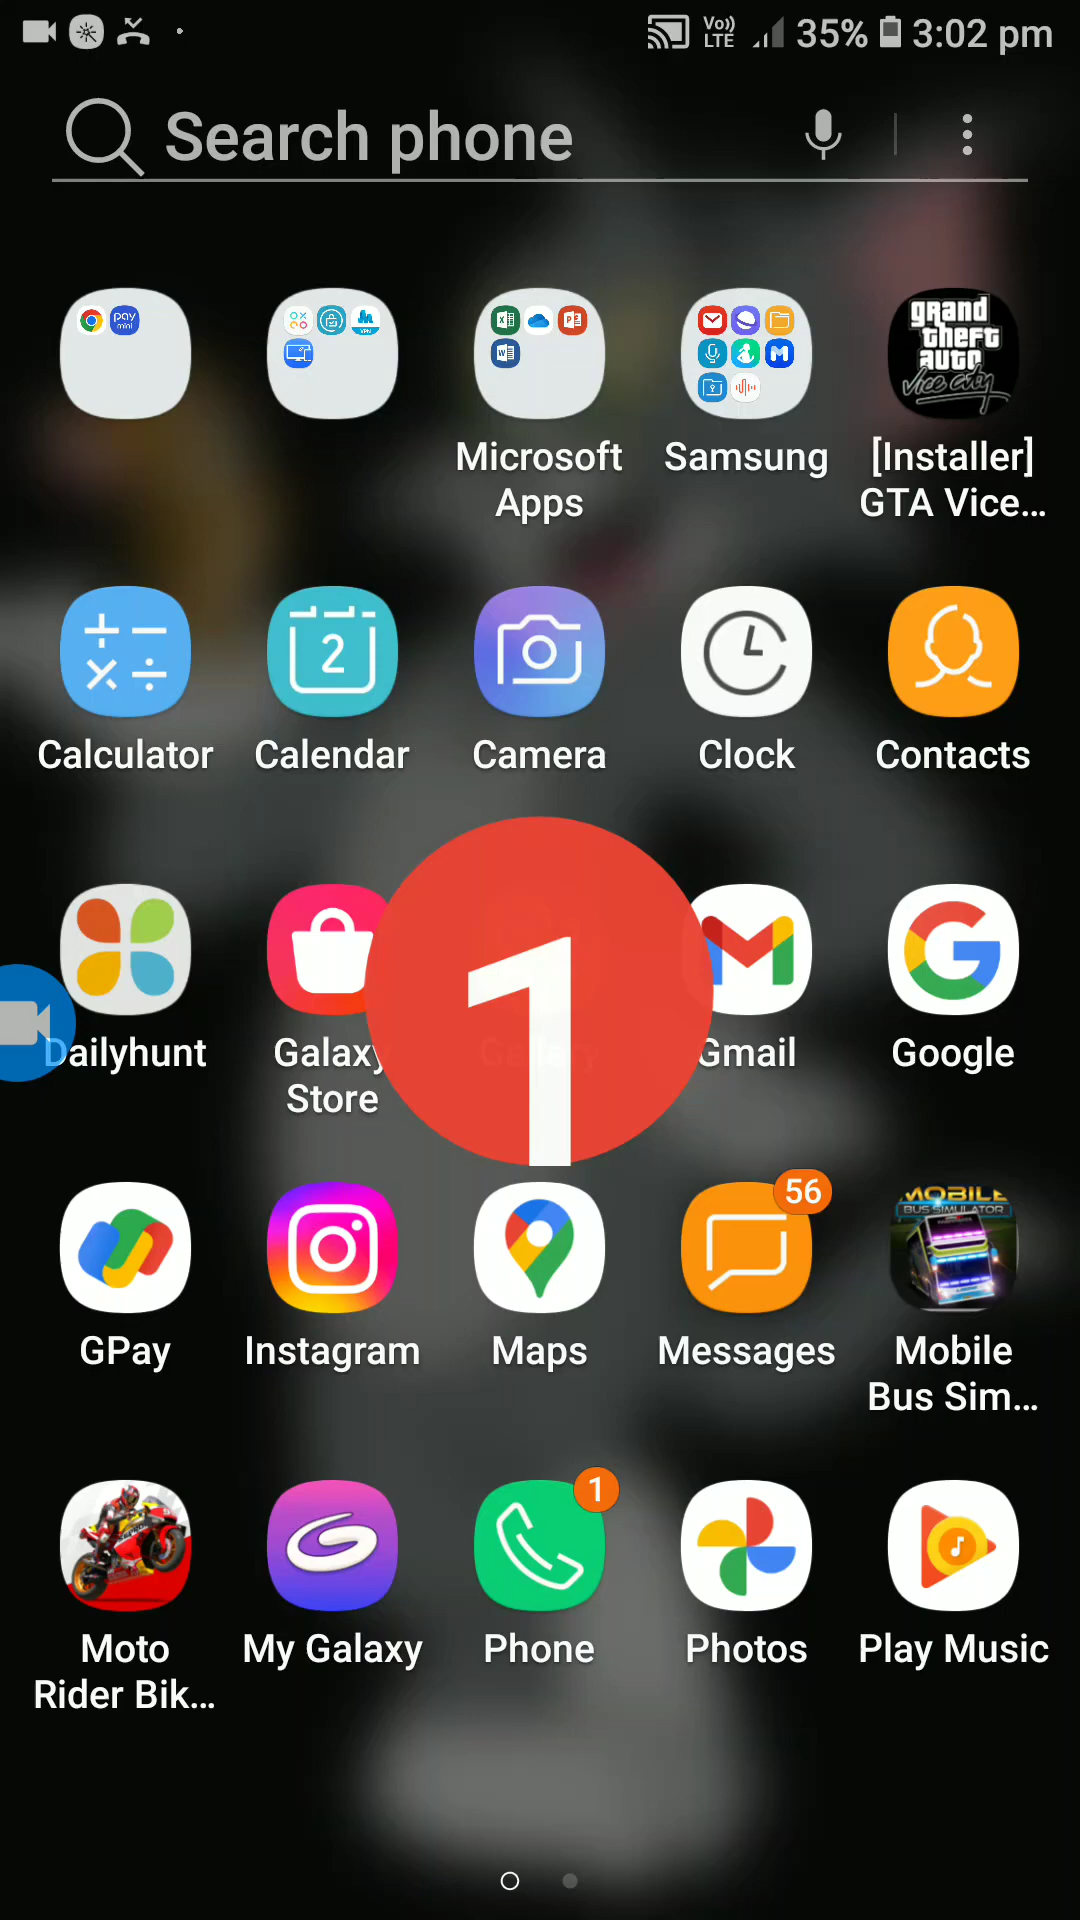 Vo)) LTE 35% 3:02 pm
Search phone
pay
mini
VPN
grand
theft
auto
vice city
Microsoft
Apps
Samsung
[Installer]
GTA Vice...
2
Calculator
Calendar
Camera
Clock
Contacts
1
Dailyhunt
Galaxy
Store
Gallery
Gmail
Google
56
MOBILE
BUS SIMULATOR
GPay
Instagram
Maps
Messages
Mobile
Bus Sim...
1
Moto
Rider Bik...
My Galaxy
Phone
Photos
Play Music